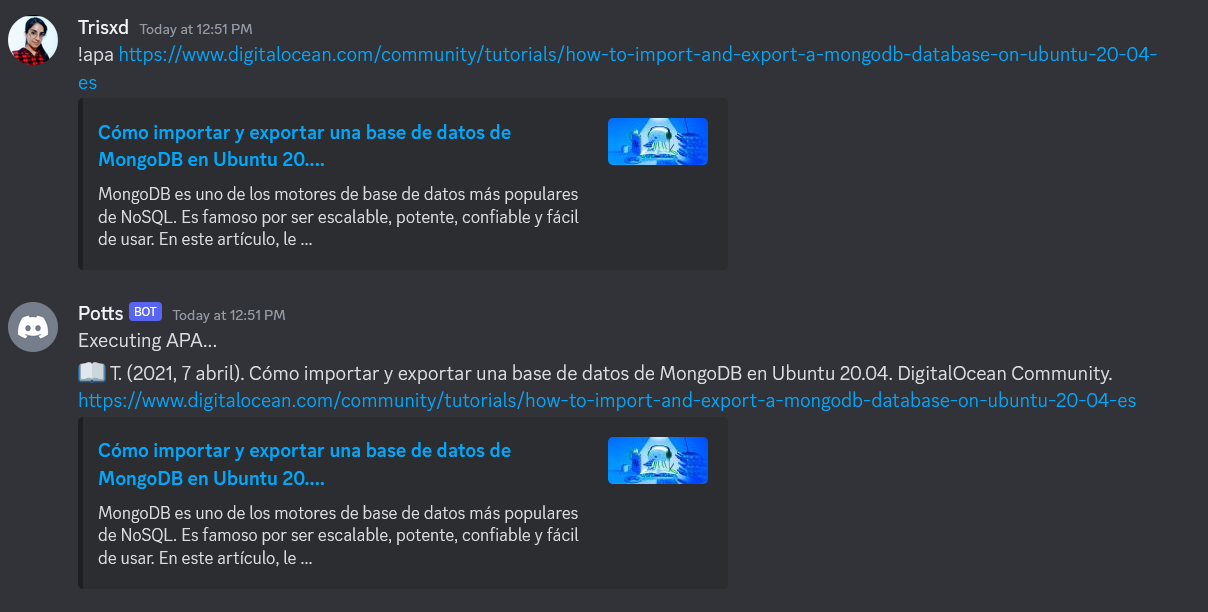 Trisxd Today at 12:51 PM
!apa https://www.digitalocean.com/community/tutorials/how-to-import-and-export-a-mongodb-database-on-ubuntu-20-04-
es
Cómo importar y exportar una base de datos de
MongoDB en Ubuntu 20....
MongoDB es uno de los motores de base de datos más populares
de NoSQL. Es famoso por ser escalable, potente, confiable y fácil
de usar. En este artículo, le ...
Potts BOT Today at 12:51 PM
Executing APA...
📖 T. (2021, 7 abril). Cómo importar y exportar una base de datos de MongoDB en Ubuntu 20.04. DigitalOcean Community.
https://www.digitalocean.com/community/tutorials/how-to-import-and-export-a-mongodb-database-on-ubuntu-20-04-es
Cómo importar y exportar una base de datos de
MongoDB en Ubuntu 20....
MongoDB es uno de los motores de base de datos más populares
de NoSQL. Es famoso por ser escalable, potente, confiable y fácil
de usar. En este artículo, le ...